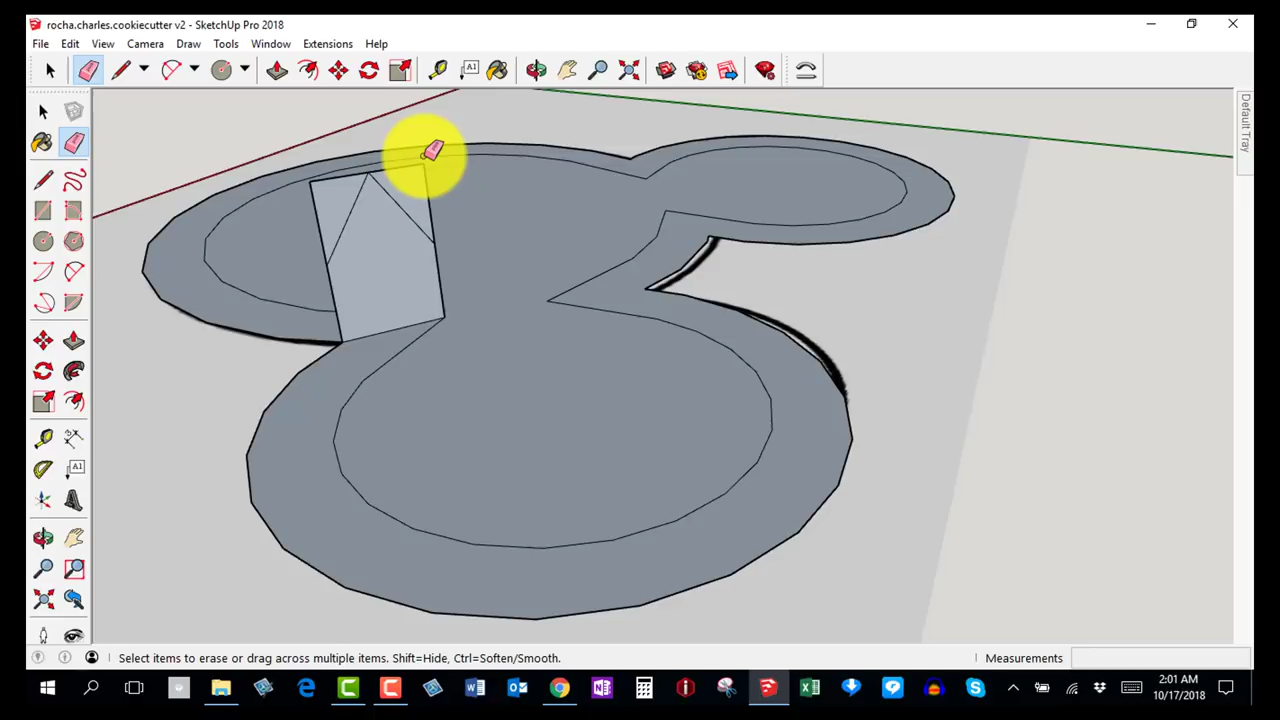 rocha.charles.cookiecutter v2 - SketchUp Pro 2018
File Edit View Camera Draw Tools Window Extensions Help
A1
Default Tray
A1
Select items to erase or drag across multiple items. Shift=Hide, Ctrl=Soften/Smooth.
Measurements
2:01 AM
10/17/2018